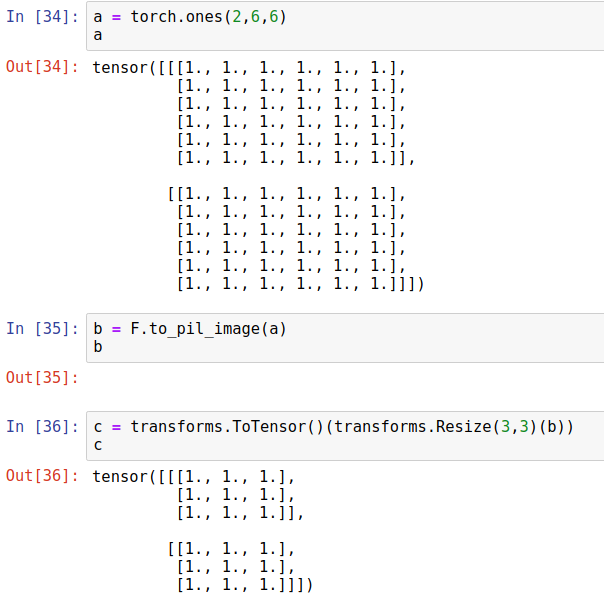 In [34]: a = torch.ones(2,6,6)
a
Out[34]: tensor([[[1., 1., 1., 1., 1., 1.],
[1., 1., 1., 1., 1., 1.],
[1., 1., 1., 1., 1., 1.],
[1., 1., 1., 1., 1., 1.],
[1., 1., 1., 1., 1., 1.],
[1., 1., 1., 1., 1., 1.]],
[[1., 1., 1., 1., 1., 1.],
[1., 1., 1., 1., 1., 1.],
[1., 1., 1., 1., 1., 1.],
[1., 1., 1., 1., 1., 1.],
[1., 1., 1., 1., 1., 1.],
[1., 1., 1., 1., 1., 1.]]])
In [35]: b = F.to_pil_image(a)
b
Out[35]:
In [36]: c = transforms.ToTensor()(transforms.Resize(3,3)(b))
c
Out[36]: tensor([[[1., 1., 1.],
[1., 1., 1.],
[1., 1., 1.]],
[[1., 1., 1.],
[1., 1., 1.],
[1., 1., 1.]]])